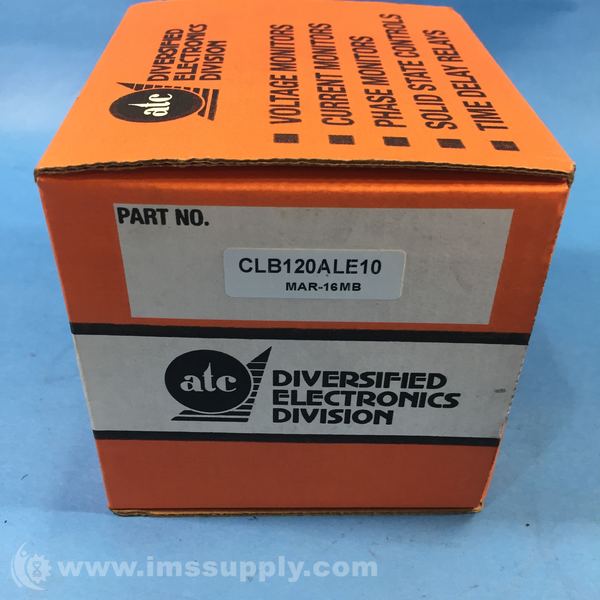 atc
DIVERSIFIED
ELECTRONICS
DIVISION
VOLTAGE MONITORS
CURRENT MONITORS
PHASE MONITORS
SOLID STATE CONTROLS
TIME DELAY RELAYS
PART NO.
CLB120ALE10
MAR-16MB
atc
DIVERSIFIED
ELECTRONICS
DIVISION
www.imssupply.com